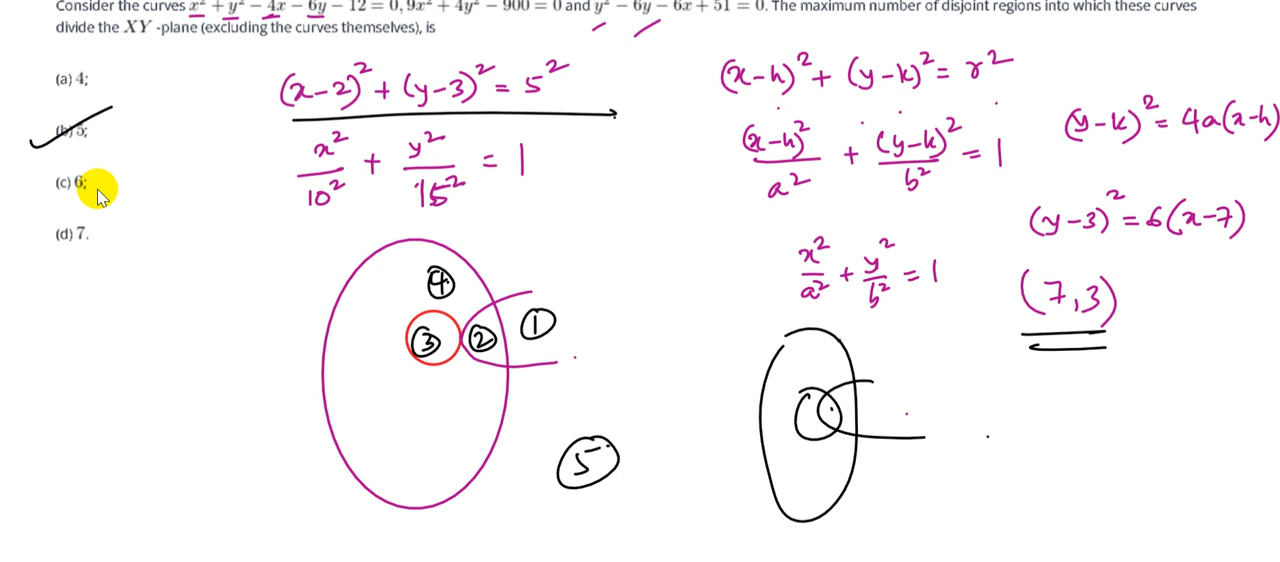 Consider the curves x² + y² − 4x − 6y − 12 = 0, 9x² + 4y² − 900 = 0 and y² − 6y − 6x + 51 = 0. The maximum number of disjoint regions into which these curves
divide the XY -plane (excluding the curves themselves), is
(a) 4;
(b) 5;
(c) 6;
(d) 7.
(x-2)² + (y-3)² = 5²
x²/10² + y²/15² = 1
(x-h)² + (y-k)² = r²
(x-h)²/a² + (y-k)²/b² = 1
(y-k)² = 4a(x-h)
(y-3)² = 6(x-7)
x²/a² + y²/b² = 1
(7,3)
4
3
2
1
5